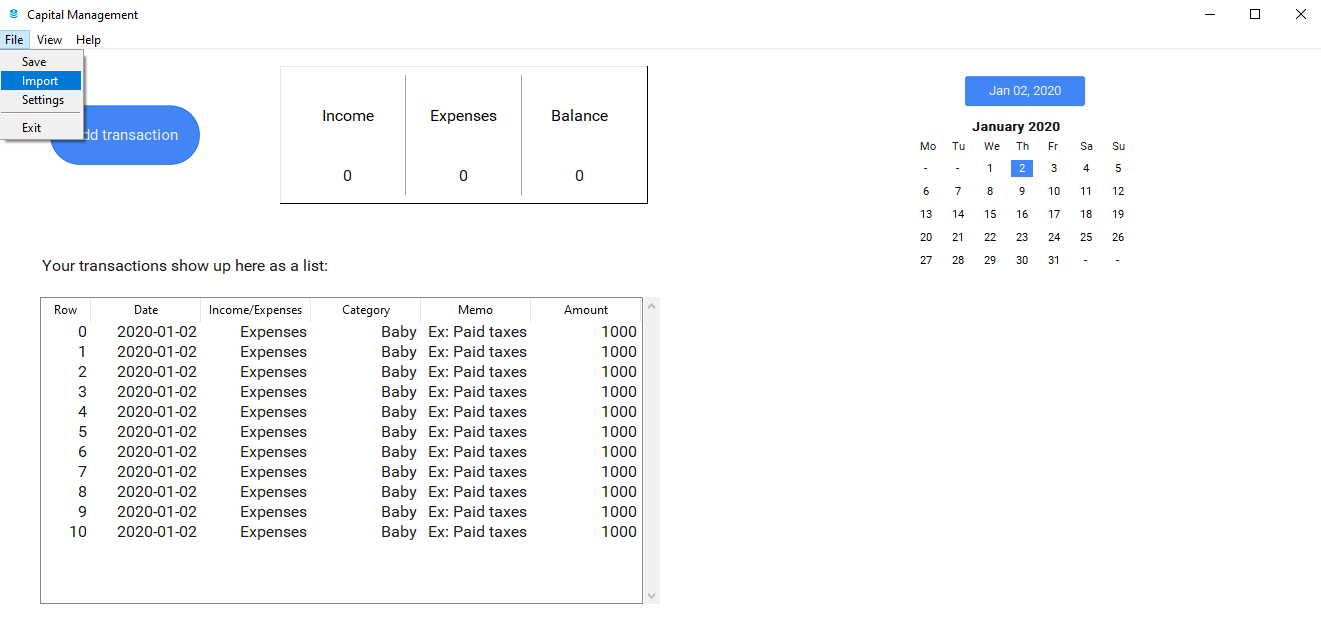 Capital Management
File View Help
Save
Import
Settings
Exit
dd transaction
Income Expenses Balance
0 0 0
Jan 02, 2020
January 2020
Mo Tu We Th Fr Sa Su
- - 1 2 3 4 5
6 7 8 9 10 11 12
13 14 15 16 17 18 19
20 21 22 23 24 25 26
27 28 29 30 31 - -
Your transactions show up here as a list:
Row Date Income/Expenses Category Memo Amount
0 2020-01-02 Expenses Baby Ex: Paid taxes 1000
1 2020-01-02 Expenses Baby Ex: Paid taxes 1000
2 2020-01-02 Expenses Baby Ex: Paid taxes 1000
3 2020-01-02 Expenses Baby Ex: Paid taxes 1000
4 2020-01-02 Expenses Baby Ex: Paid taxes 1000
5 2020-01-02 Expenses Baby Ex: Paid taxes 1000
6 2020-01-02 Expenses Baby Ex: Paid taxes 1000
7 2020-01-02 Expenses Baby Ex: Paid taxes 1000
8 2020-01-02 Expenses Baby Ex: Paid taxes 1000
9 2020-01-02 Expenses Baby Ex: Paid taxes 1000
10 2020-01-02 Expenses Baby Ex: Paid taxes 1000